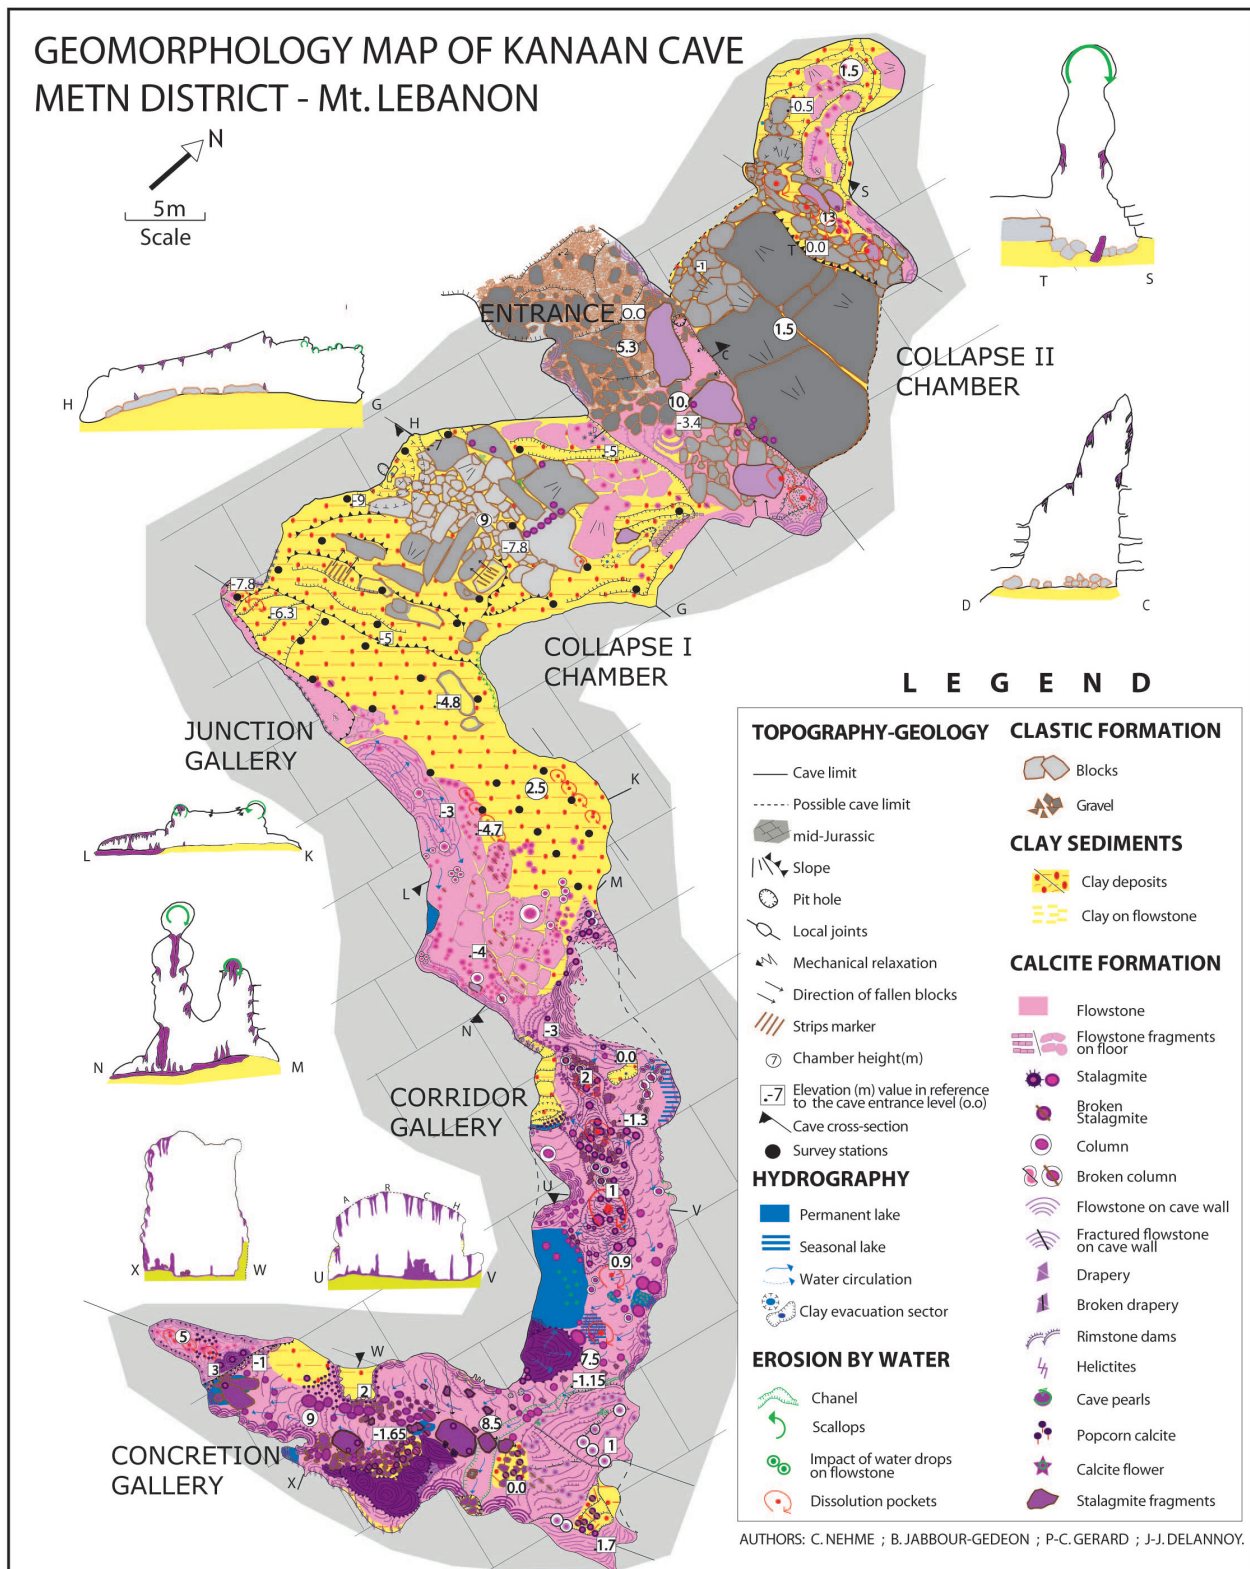 GEOMORPHOLOGY MAP OF KANAAN CAVE
METN DISTRICT - Mt. LEBANON
N
5m
Scale
1.5
-0.5
S
13
0.0
T
-1
T
S
ENTRANCE
0.0
5.3
1.5
c
COLLAPSE II
CHAMBER
10.
-3.4
H
G
H
-7
-5
D
C
-9
9
-7.8
G
-7.8
-6.3
-5
COLLAPSE I
CHAMBER
-4.8
JUNCTION
GALLERY
K
2.5
-3
-4.7
L
K
L
M
-4
N
-3
N
M
CORRIDOR
GALLERY
0.0
2
-1.3
U
1
V
A R C H
X
W
U
V
0.9
7.5
-1.15
5
3
-1
W
2
9
-1.65
8.5
1
CONCRETION
GALLERY
X
0.0
1.7
L E G E N D
TOPOGRAPHY-GEOLOGY
Cave limit
Possible cave limit
mid-Jurassic
Slope
Pit hole
Local joints
Mechanical relaxation
Direction of fallen blocks
Strips marker
7
Chamber height(m)
-7
Elevation (m) value in reference
to the cave entrance level (o.o)
Cave cross-section
Survey stations
HYDROGRAPHY
Permanent lake
Seasonal lake
Water circulation
Clay evacuation sector
EROSION BY WATER
Chanel
Scallops
Impact of water drops
on flowstone
Dissolution pockets
CLASTIC FORMATION
Blocks
Gravel
CLAY SEDIMENTS
Clay deposits
Clay on flowstone
CALCITE FORMATION
Flowstone
Flowstone fragments
on floor
Stalagmite
Broken
Stalagmite
Column
Broken column
Flowstone on cave wall
Fractured flowstone
on cave wall
Drapery
Broken drapery
Rimstone dams
Helictites
Cave pearls
Popcorn calcite
Calcite flower
Stalagmite fragments
AUTHORS: C. NEHME ; B. JABBOUR-GEDEON ; P-C. GERARD ; J-J. DELANNOY.